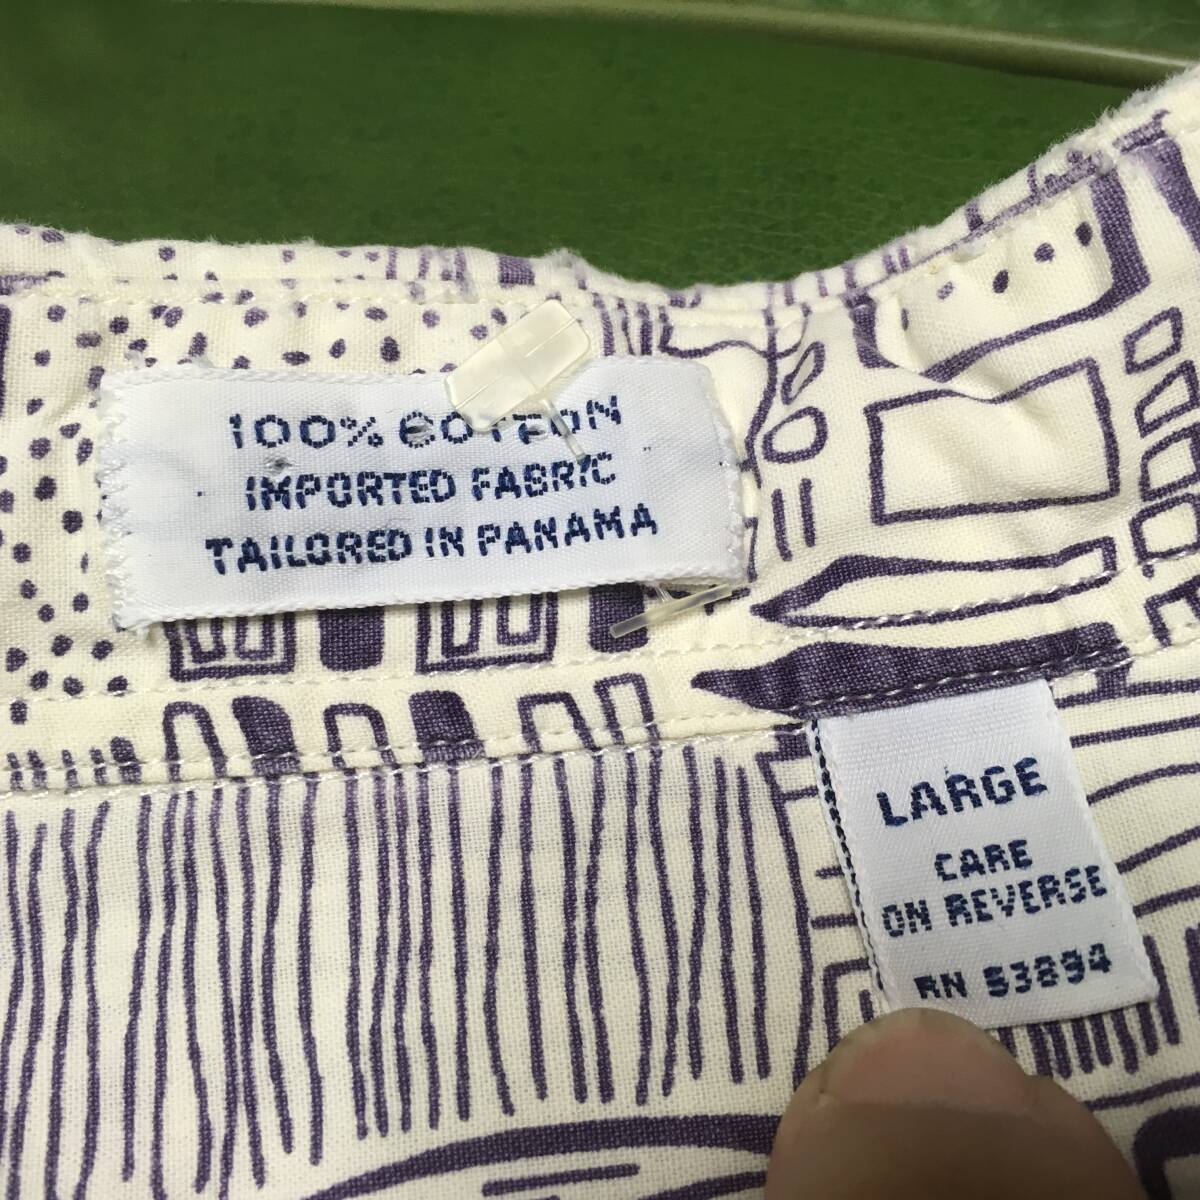 100% COTTON
IMPORTED FABRIC
TAILORED IN PANAMA
LARGE
CARE
ON REVERSE
RN 53894